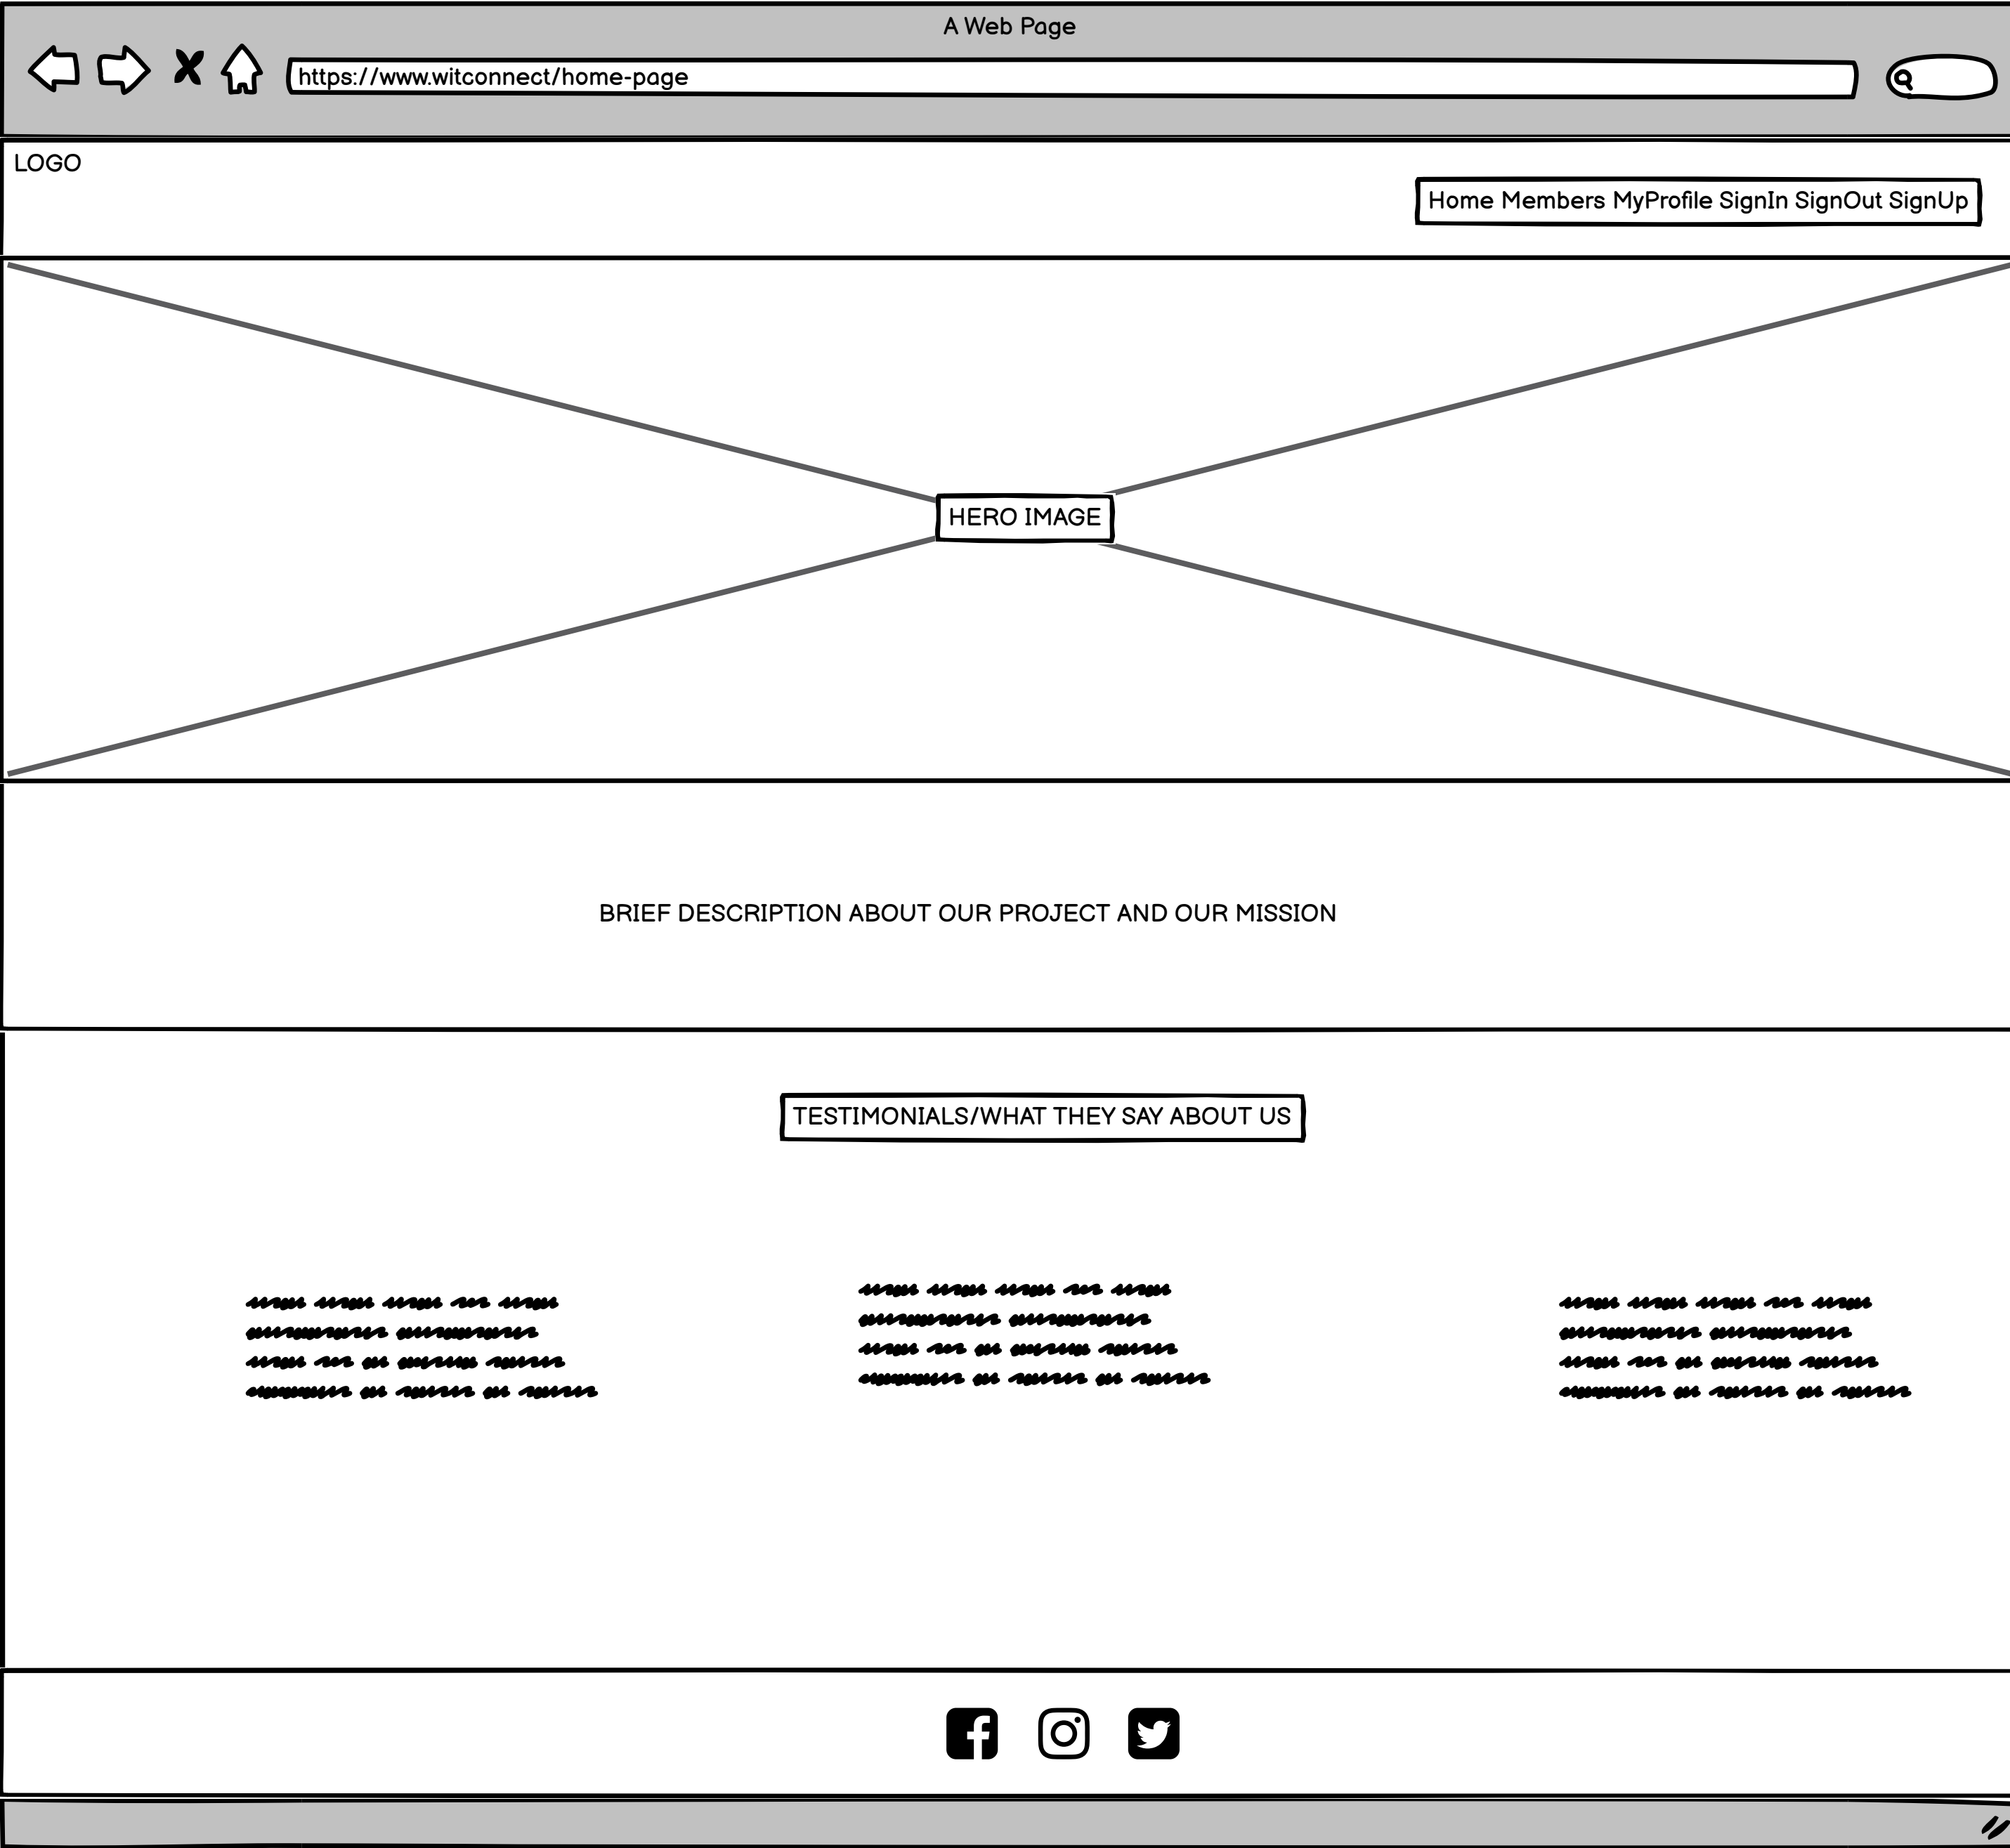 A Web Page
https://www.witconnect/home-page
LOGO
Home Members MyProfile SignIn SignOut SignUp
HERO IMAGE
BRIEF DESCRIPTION ABOUT OUR PROJECT AND OUR MISSION
TESTIMONIALS/WHAT THEY SAY ABOUT US